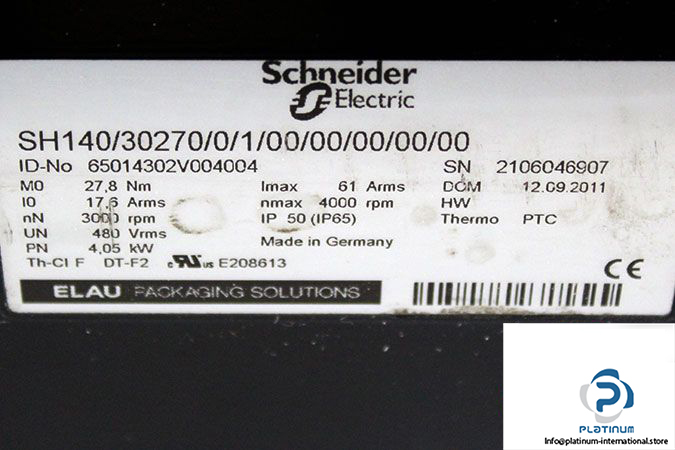 Schneider
Electric
SH140/30270/0/1/00/00/00/00/00
ID-No 65014302V004004 SN 2106046907
M0 27,8 Nm Imax 61 Arms DOM 12.09.2011
I0 17,6 Arms nmax 4000 rpm HW
nN 3000 rpm IP 50 (IP65) Thermo PTC
UN 480 Vrms Made in Germany
PN 4,05 kW
Th-Cl F DT-F2 c RU us E208613
CE
ELAU PACKAGING SOLUTIONS
PLATINUM
Info@platinum-international.store